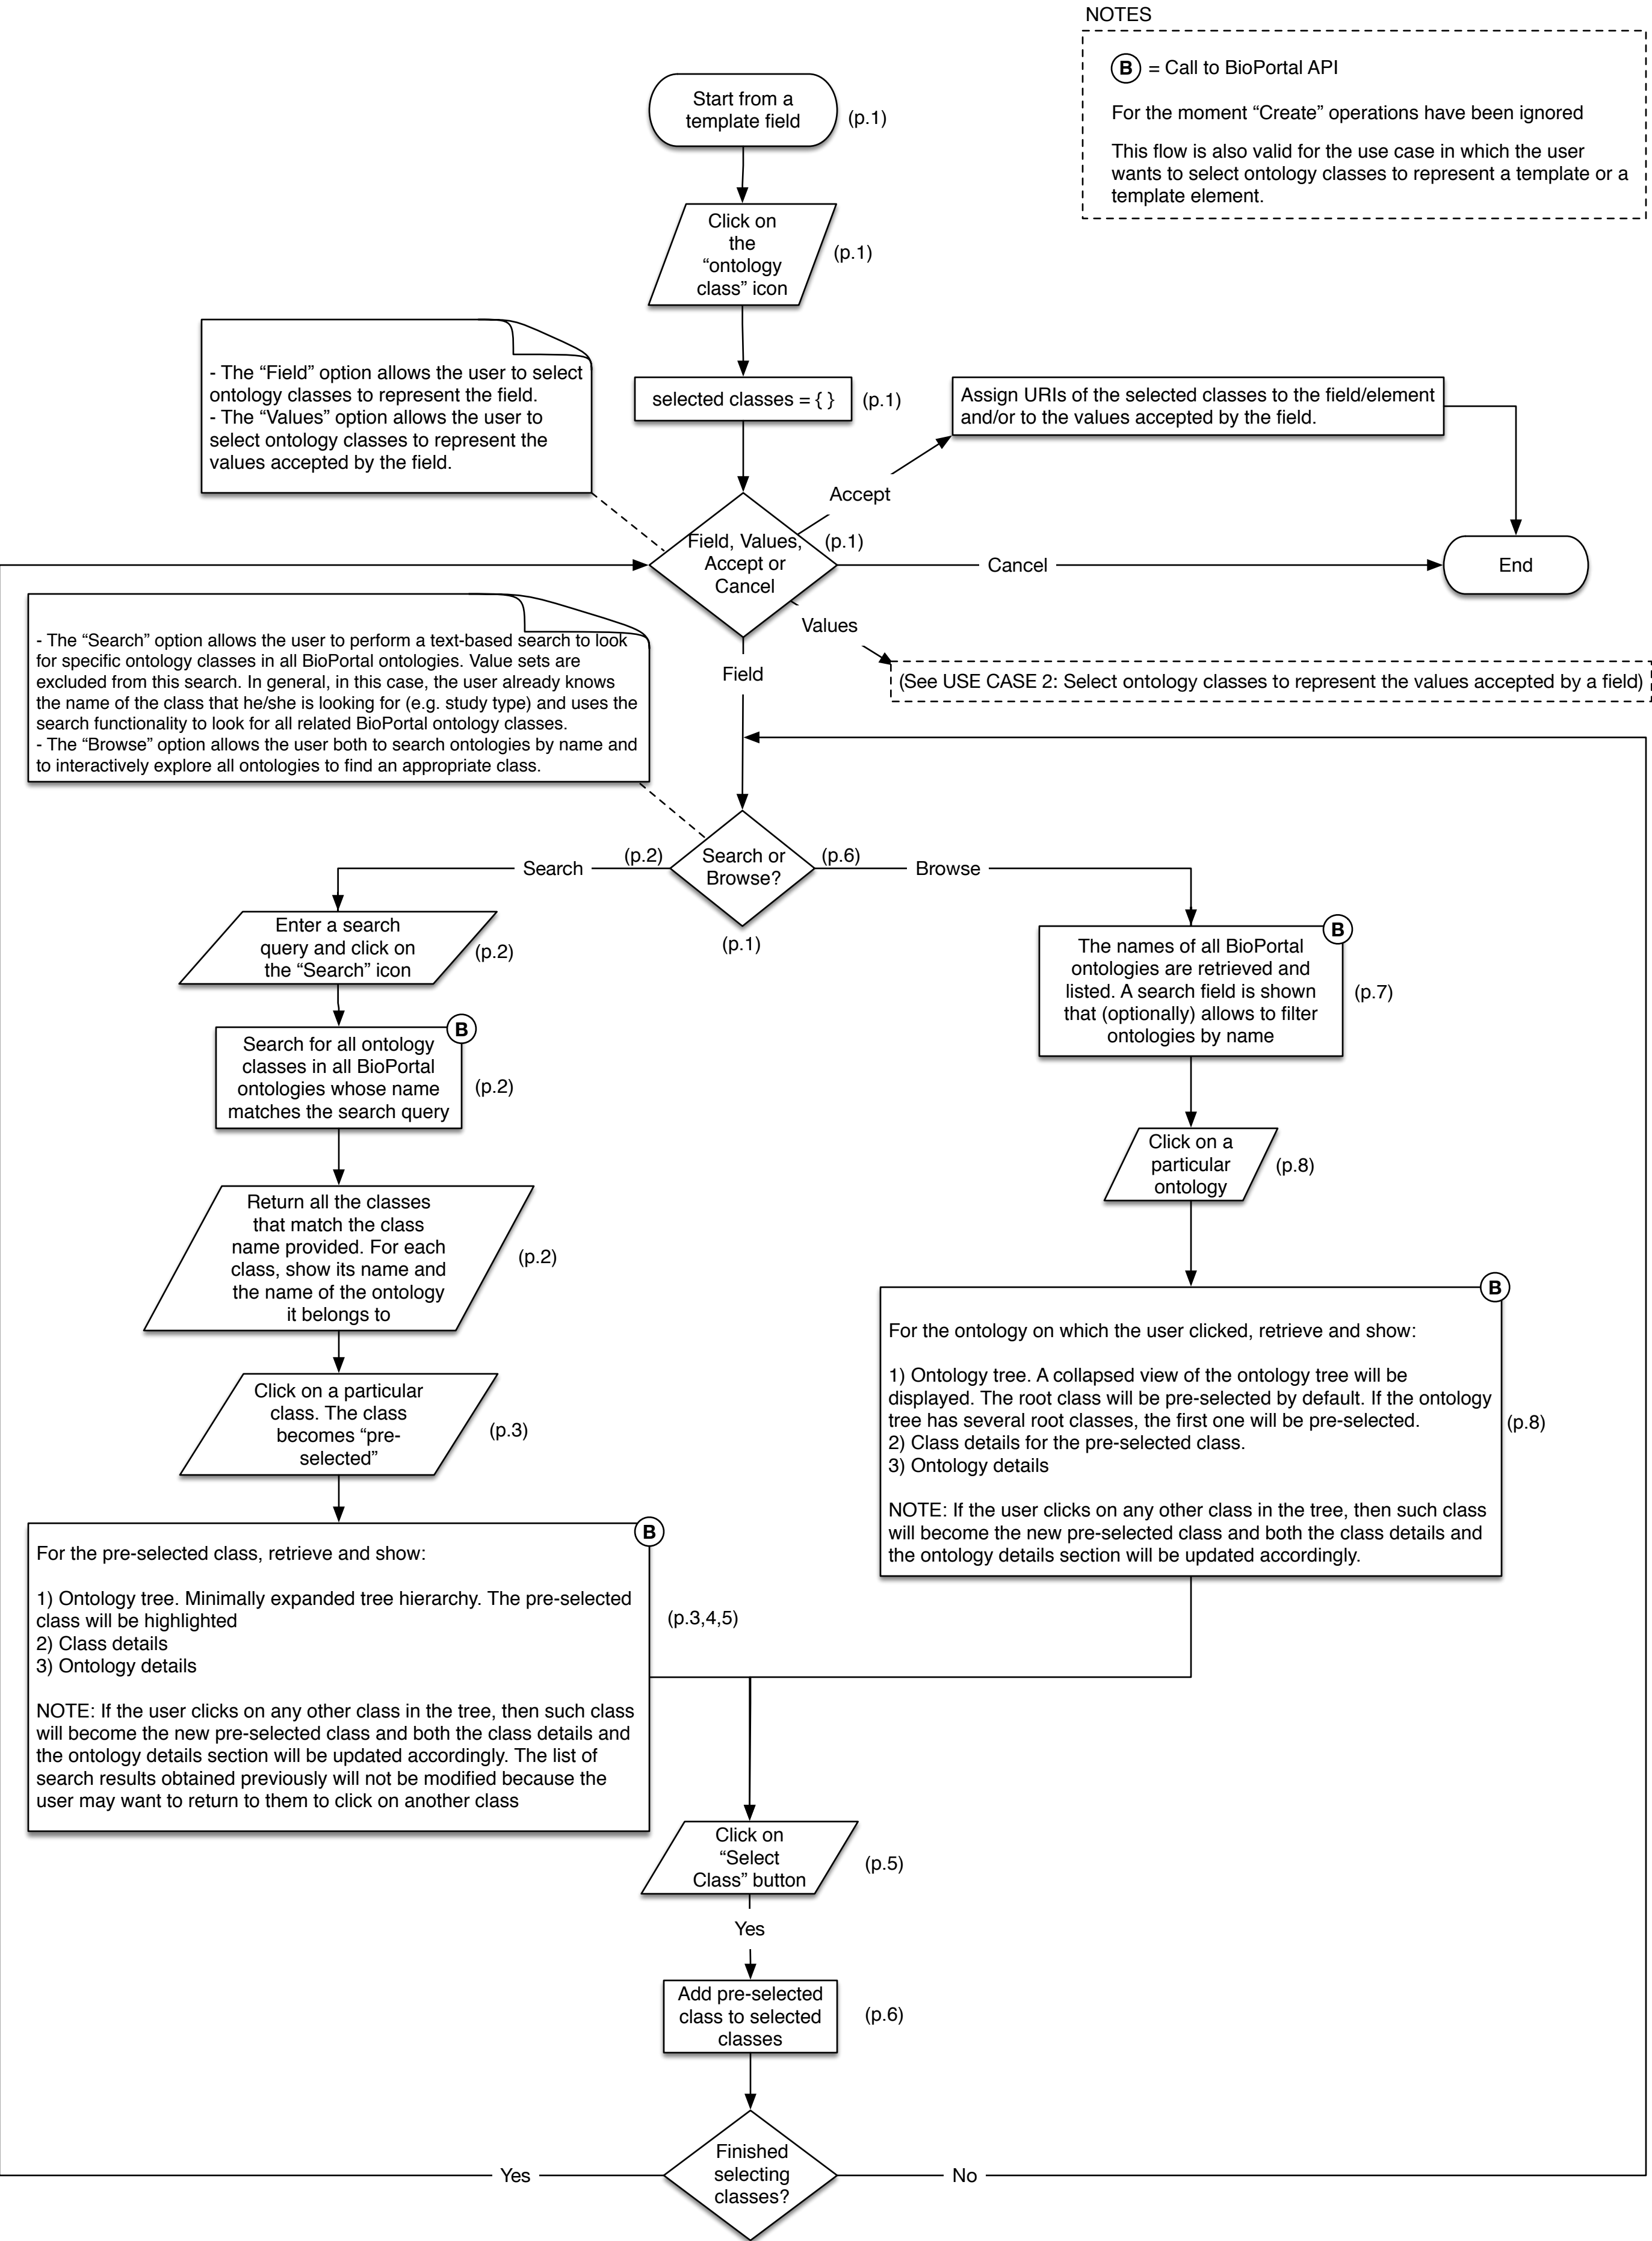 NOTES
B = Call to BioPortal API
For the moment “Create” operations have been ignored
This flow is also valid for the use case in which the user
wants to select ontology classes to represent a template or a
template element.
Start from a
template field
(p.1)
Click on
the
“ontology
class” icon
(p.1)
- The “Field” option allows the user to select
ontology classes to represent the field.
- The “Values” option allows the user to
select ontology classes to represent the
values accepted by the field.
selected classes = { }
(p.1)
Assign URIs of the selected classes to the field/element
and/or to the values accepted by the field.
Accept
Field, Values,
Accept or
Cancel
(p.1)
Cancel
End
Values
(See USE CASE 2: Select ontology classes to represent the values accepted by a field)
Field
- The “Search” option allows the user to perform a text-based search to look
for specific ontology classes in all BioPortal ontologies. Value sets are
excluded from this search. In general, in this case, the user already knows
the name of the class that he/she is looking for (e.g. study type) and uses the
search functionality to look for all related BioPortal ontology classes.
- The “Browse” option allows the user both to search ontologies by name and
to interactively explore all ontologies to find an appropriate class.
Search or
Browse?
(p.1)
(p.2)
Search
(p.6)
Browse
Enter a search
query and click on
the “Search” icon
(p.2)
B
Search for all ontology
classes in all BioPortal
ontologies whose name
matches the search query
(p.2)
Return all the classes
that match the class
name provided. For each
class, show its name and
the name of the ontology
it belongs to
(p.2)
Click on a particular
class. The class
becomes “pre-
selected”
(p.3)
B
For the pre-selected class, retrieve and show:
1) Ontology tree. Minimally expanded tree hierarchy. The pre-selected
class will be highlighted
2) Class details
3) Ontology details
NOTE: If the user clicks on any other class in the tree, then such class
will become the new pre-selected class and both the class details and
the ontology details section will be updated accordingly. The list of
search results obtained previously will not be modified because the
user may want to return to them to click on another class
(p.3,4,5)
B
The names of all BioPortal
ontologies are retrieved and
listed. A search field is shown
that (optionally) allows to filter
ontologies by name
(p.7)
Click on a
particular
ontology
(p.8)
B
For the ontology on which the user clicked, retrieve and show:
1) Ontology tree. A collapsed view of the ontology tree will be
displayed. The root class will be pre-selected by default. If the ontology
tree has several root classes, the first one will be pre-selected.
2) Class details for the pre-selected class.
3) Ontology details
NOTE: If the user clicks on any other class in the tree, then such class
will become the new pre-selected class and both the class details and
the ontology details section will be updated accordingly.
(p.8)
Click on
“Select
Class” button
(p.5)
Yes
Add pre-selected
class to selected
classes
(p.6)
Finished
selecting
classes?
Yes
No